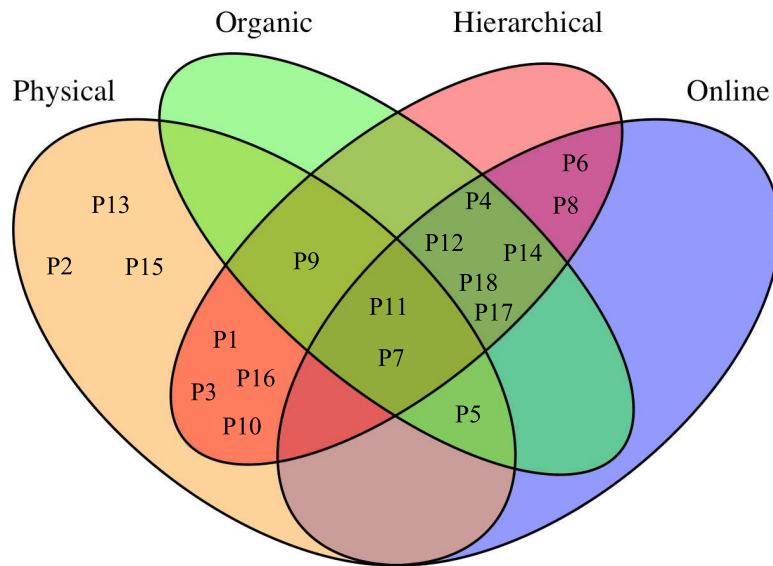 Organic
Hierarchical
Physical
Online
P6
P13
P4
P8
P12
P14
P2
P15
P9
P18
P11
P17
P1
P7
P3
P16
P5
P10